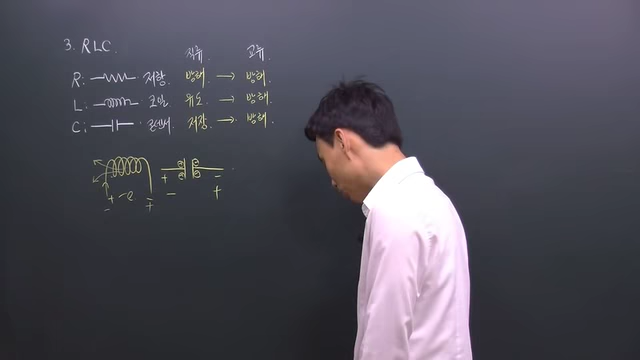 3. RLC.
직류. 교류.
R: 저항. 방해. → 방해.
L: 코일. 유도. → 방해.
C: 콘덴서. 저장. → 방해.
+ - + -
+ -e - +
- +
- +